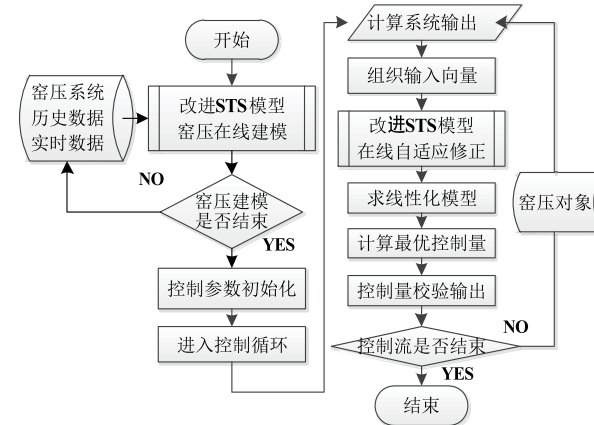 开始
窑压系统
历史数据
实时数据
改进STS模型
窑压在线建模
NO
窑压建模
是否结束
YES
控制参数初始化
进入控制循环
计算系统输出
组织输入向量
改进STS模型
在线自适应修正
求线性化模型
计算最优控制量
控制量校验输出
窑压对象
控制流是否结束
NO
YES
结束